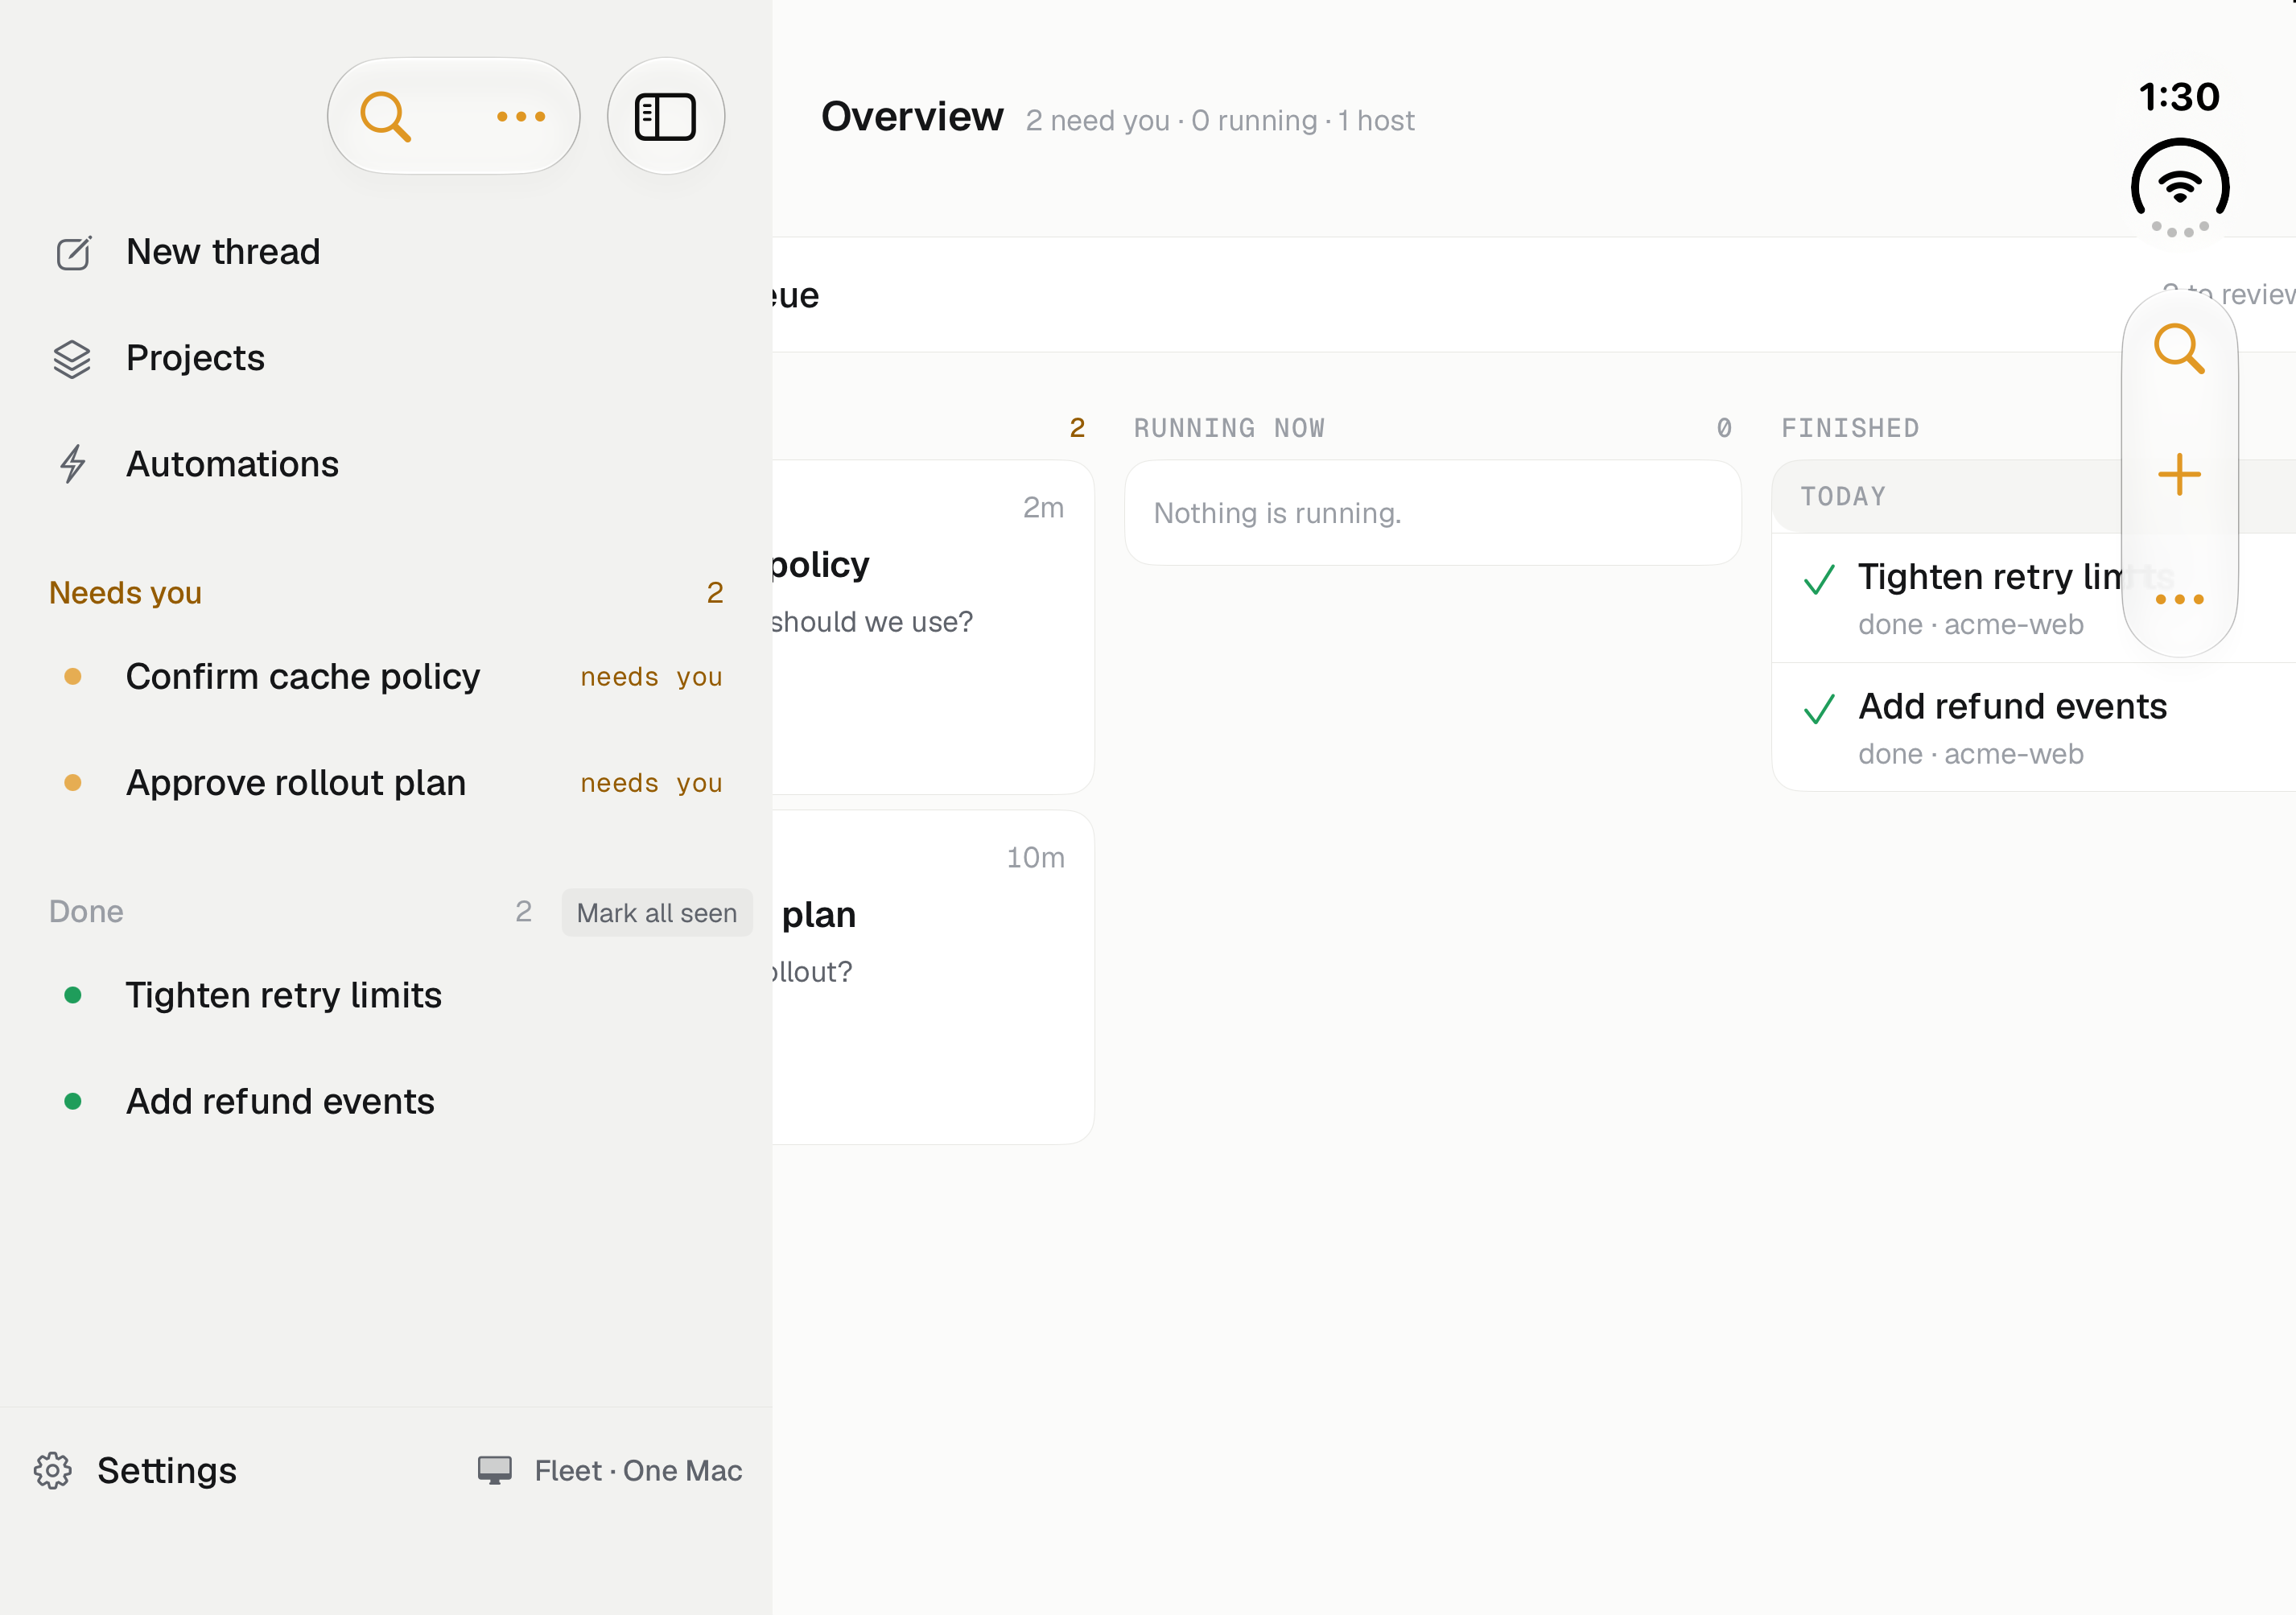 New thread
Projects
Automations
Needs you 2
Confirm cache policy needs you
Approve rollout plan needs you
Done 2 Mark all seen
Tighten retry limits
Add refund events
Settings Fleet · One Mac
Overview 2 need you · 0 running · 1 host
1:30
to review
2
2m
policy
should we use?
10m
plan
RUNNING NOW 0
Nothing is running.
FINISHED
TODAY
Tighten retry limits
done · acme-web
Add refund events
done · acme-web